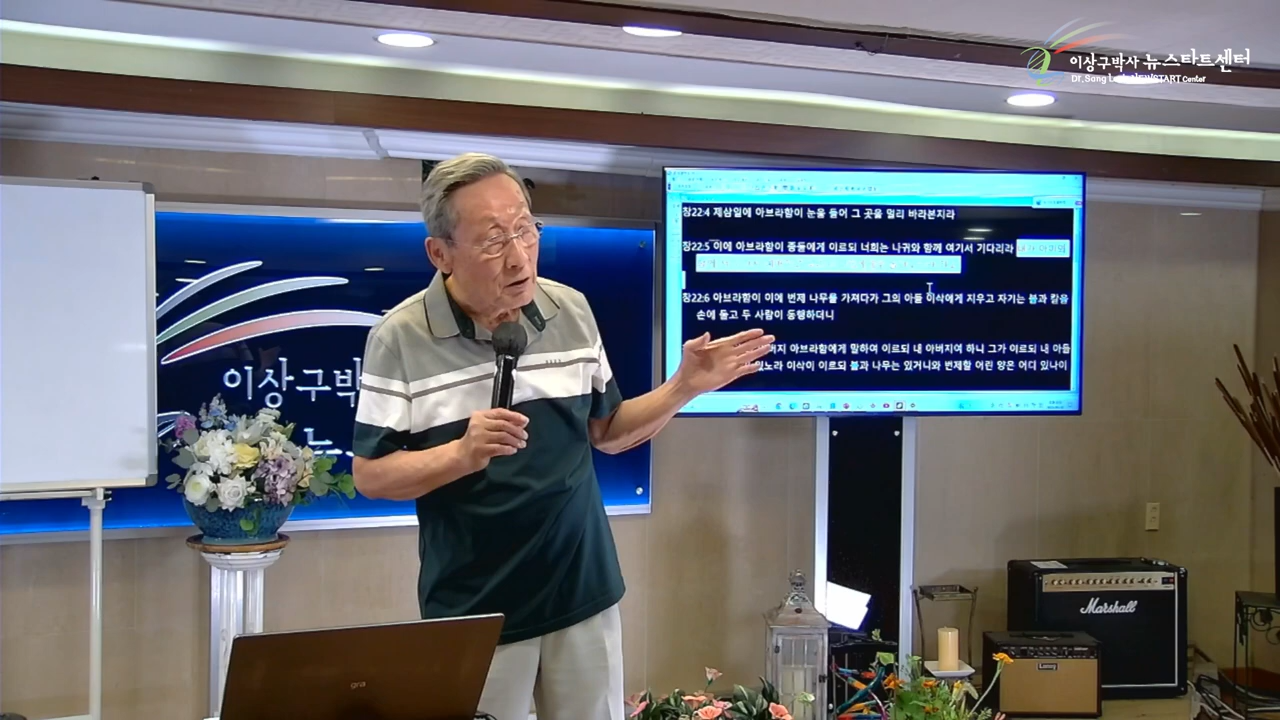 이상구박사 뉴스타트센터
창22:4 제삼일에 아브라함이 눈을 들어 그 곳을 멀리 바라본지라
창22:5 이에 아브라함이 종들에게 이르되 너희는 나귀와 함께 여기서 기다리라
창22:6 아브라함이 이에 번제 나무를 가져다가 그의 아들 이삭에게 지우고 자기는 불과 칼을
손에 들고 두 사람이 동행하더니
아브라함에게 말하여 이르되 내 아버지여 하니 그가 이르되 내 아들
있노라 이삭이 이르되 불과 나무는 있거니와 번제할 어린 양은 어디 있나이
이상구박
뉴
gra
Marshall
Laney